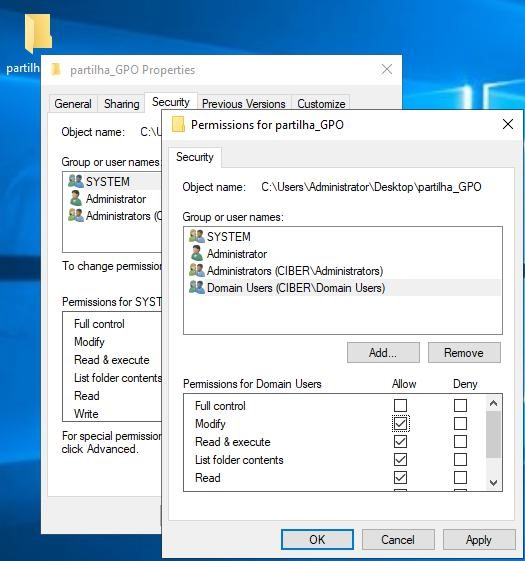 partilha_GPO Properties
General Sharing Security Previous Versions Customize
Object name: C:\U
Group or user names:
SYSTEM
Administrator
Administrators (C
To change permission
Permissions for SYST
Full control
Modify
Read & execute
List folder contents
Read
Write
For special permission
click Advanced.
Permissions for partilha_GPO
Security
Object name: C:\Users\Administrator\Desktop\partilha_GPO
Group or user names:
SYSTEM
Administrator
Administrators (CIBER\Administrators)
Domain Users (CIBER\Domain Users)
Add... Remove
Permissions for Domain Users Allow Deny
Full control
Modify
Read & execute
List folder contents
Read
OK Cancel Apply